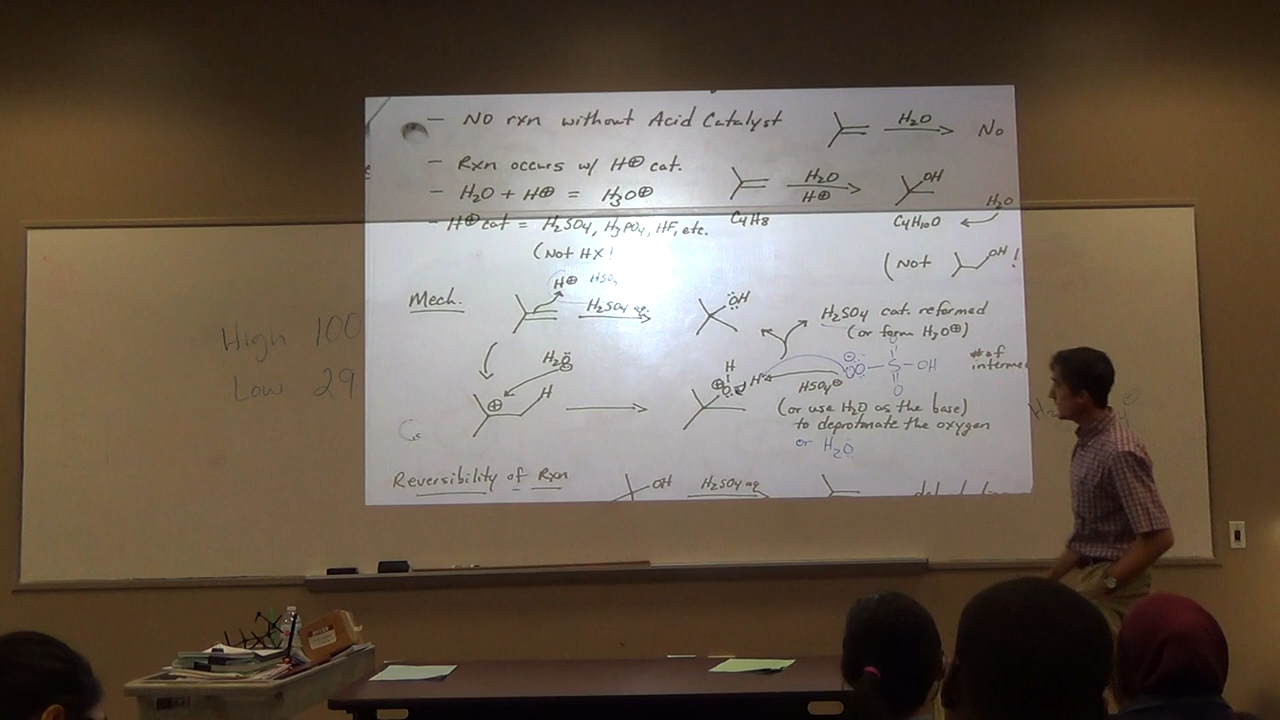 — NO rxn without Acid Catalyst
H₂O
No
— Rxn occurs w/ H⊕ cat.
H₂O
H⊕
OH
— H₂O + H⊕ = H₃O⊕
C₄H₈
C₄H₁₀O
H₂O
— H⊕ cat = H₂SO₄, H₃PO₄, HF, etc.
(Not HX!
(Not
OH !
Mech.
H⊕
H₂SO₄ aq.
OH
H₂SO₄ cat. reformed
(or form H₃O⊕)
# of
H₂O
H
⊕
H
⊕O
H
HSO₄⊖
⊖
O
S
OH
O
(or use H₂O as the base)
to deprotonate the oxygen
or H₂O
High 100
Low 29
Reversibility of Rxn
OH
H₂SO₄ aq